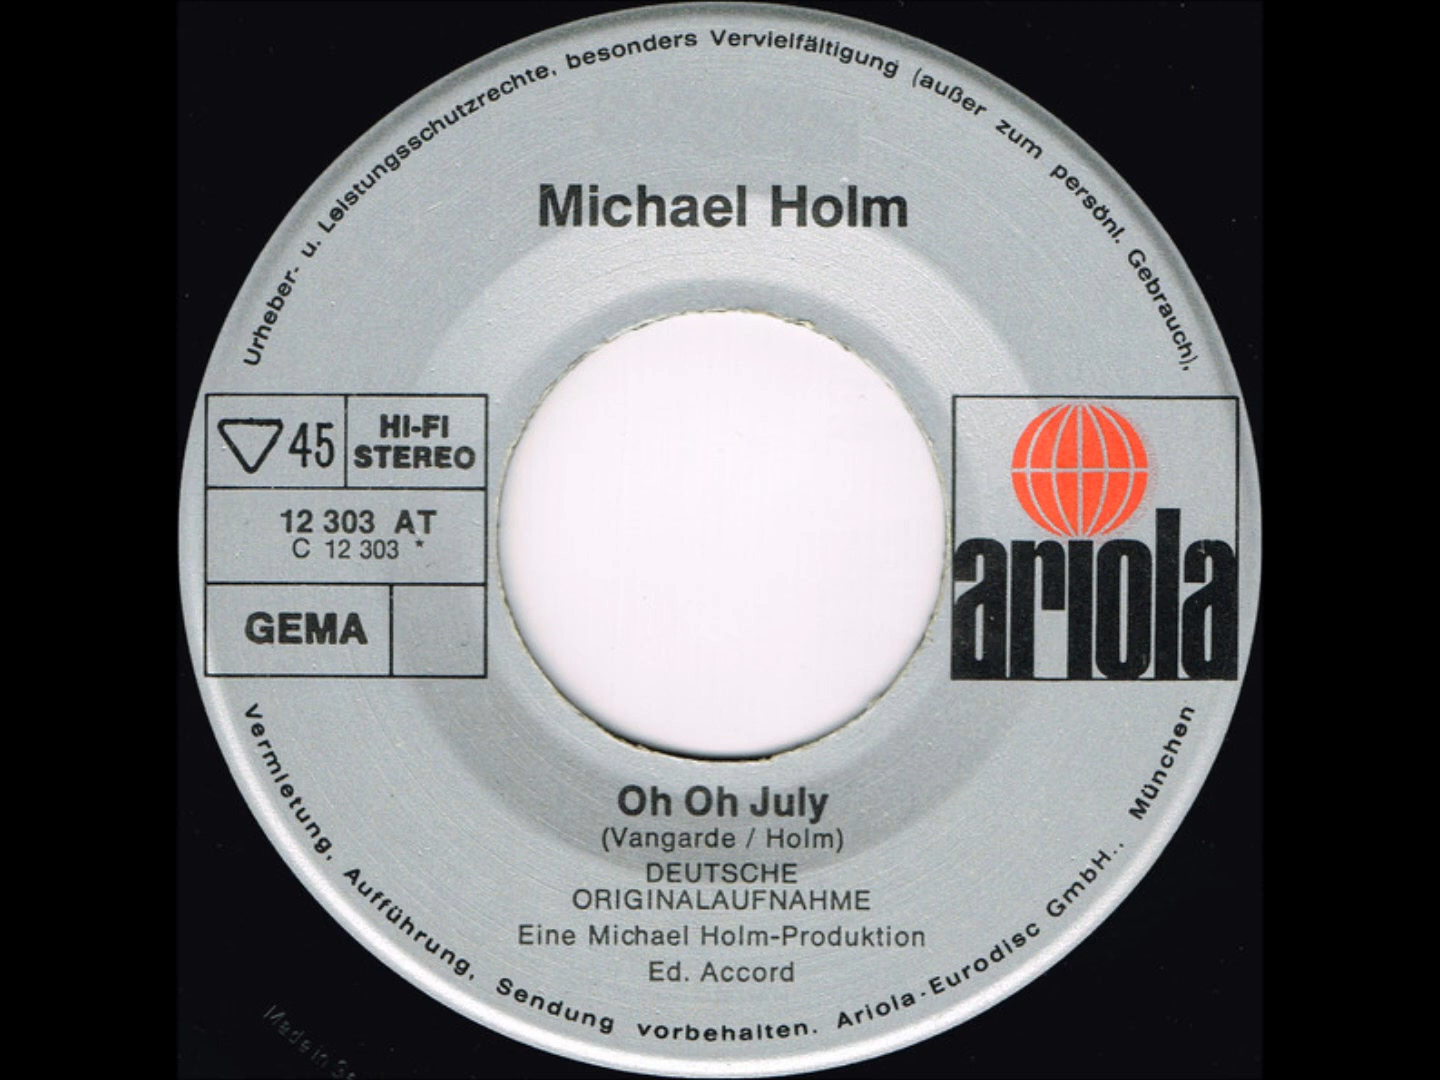 Urheber- u. Leistungsschutzrechte, besonders Vervielfältigung (außer zum persönl. Gebrauch),
Michael Holm
45
HI-FI
STEREO
12 303 AT
C 12 303 *
GEMA
ariola
Oh Oh July
(Vangarde / Holm)
DEUTSCHE
ORIGINALAUFNAHME
Eine Michael Holm-Produktion
Ed. Accord
Vermietung, Aufführung, Sendung vorbehalten. Ariola-Eurodisc GmbH., München
Made in